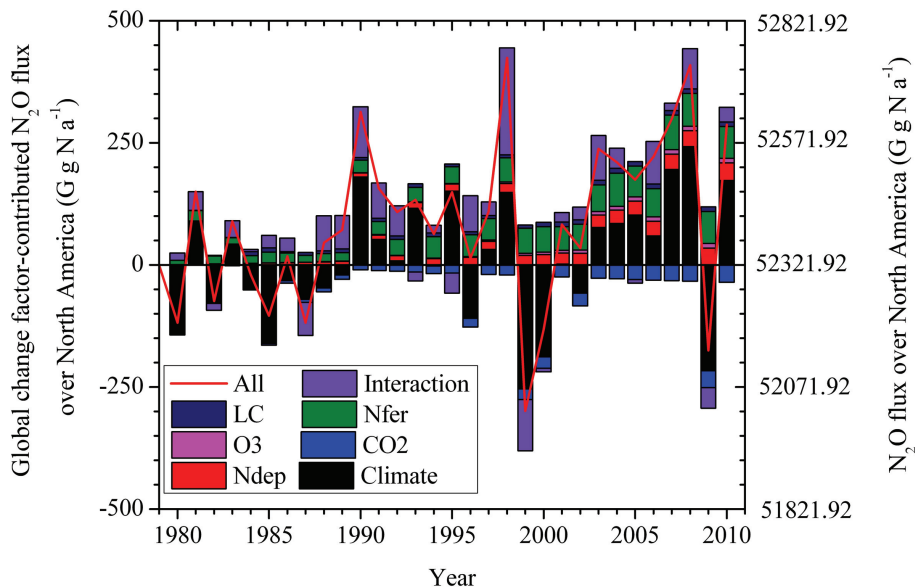 Global change factor-contributed N₂O flux
over North America (G g N a⁻¹)
500
250
0
-250
-500
52821.92
52571.92
52321.92
52071.92
51821.92
N₂O flux over North America (G g N a⁻¹)
All
Interaction
LC
Nfer
O3
CO2
Ndep
Climate
1980
1985
1990
1995
2000
2005
2010
Year